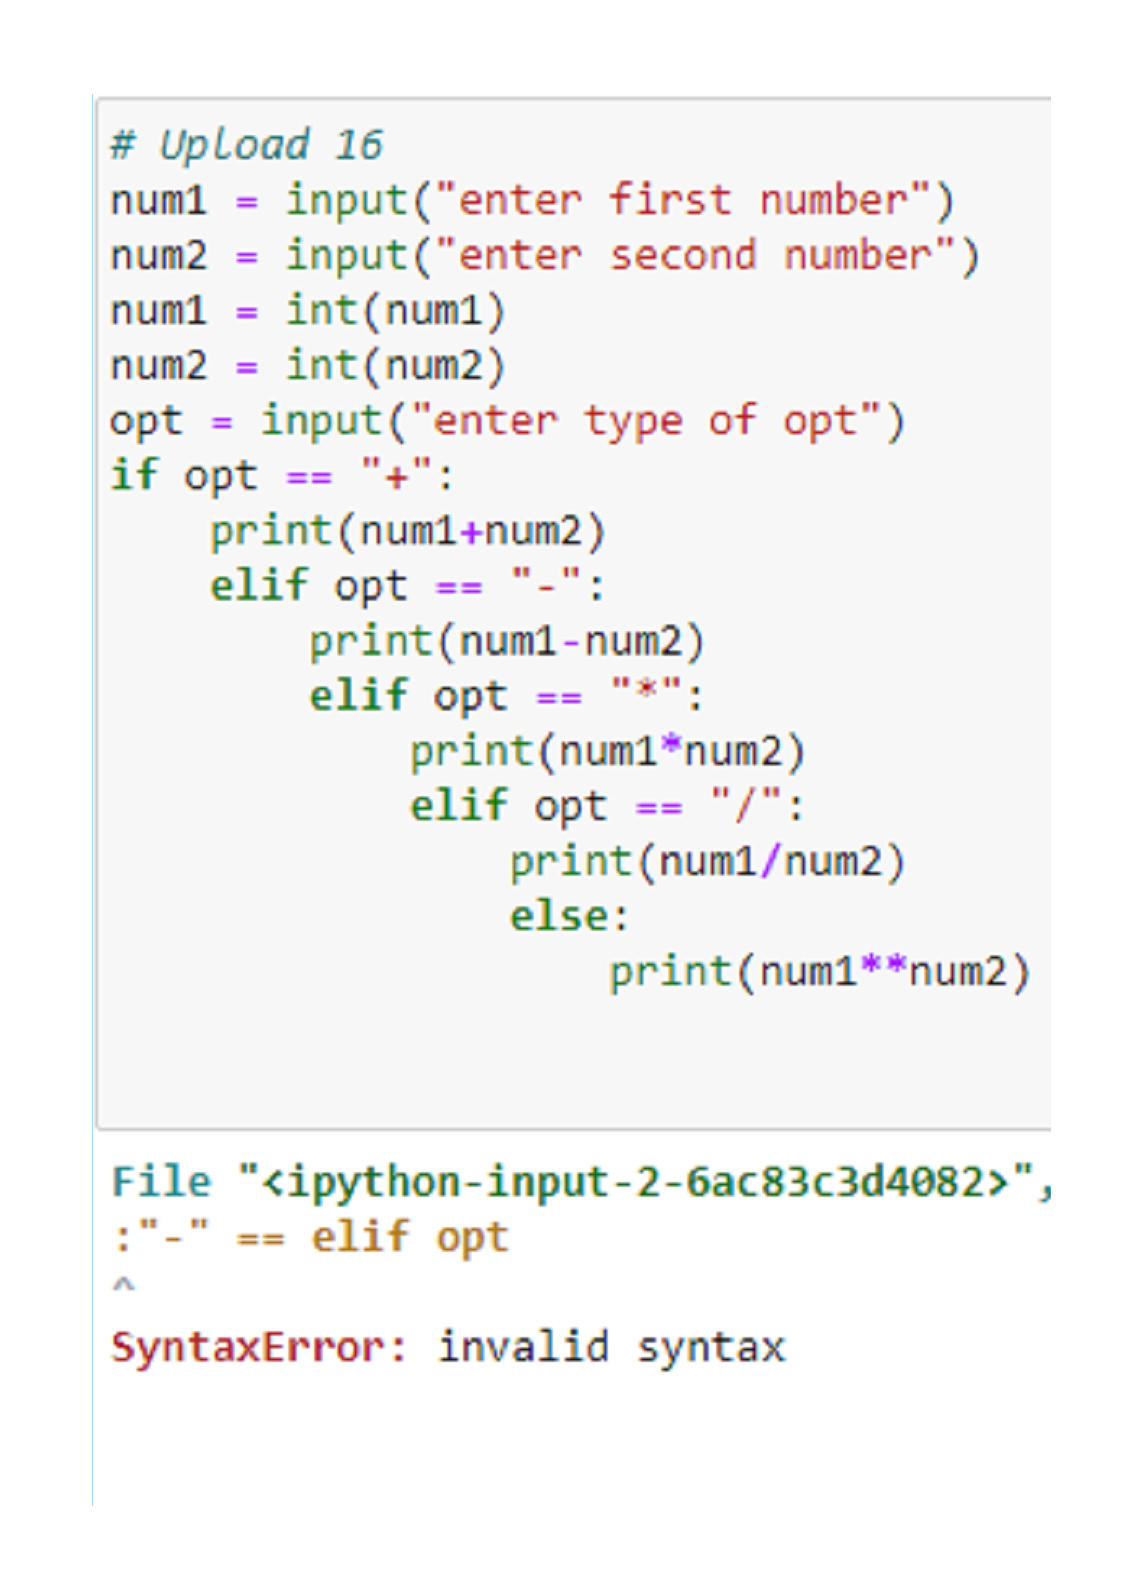 # Upload 16
num1 = input("enter first number")
num2 = input("enter second number")
num1 = int(num1)
num2 = int(num2)
opt = input("enter type of opt")
if opt == "+":
    print(num1+num2)
    elif opt == "-":
        print(num1-num2)
        elif opt == "*":
            print(num1*num2)
            elif opt == "/":
                print(num1/num2)
                else:
                    print(num1**num2)
File "<ipython-input-2-6ac83c3d4082>",
:"-" == elif opt
^
SyntaxError: invalid syntax